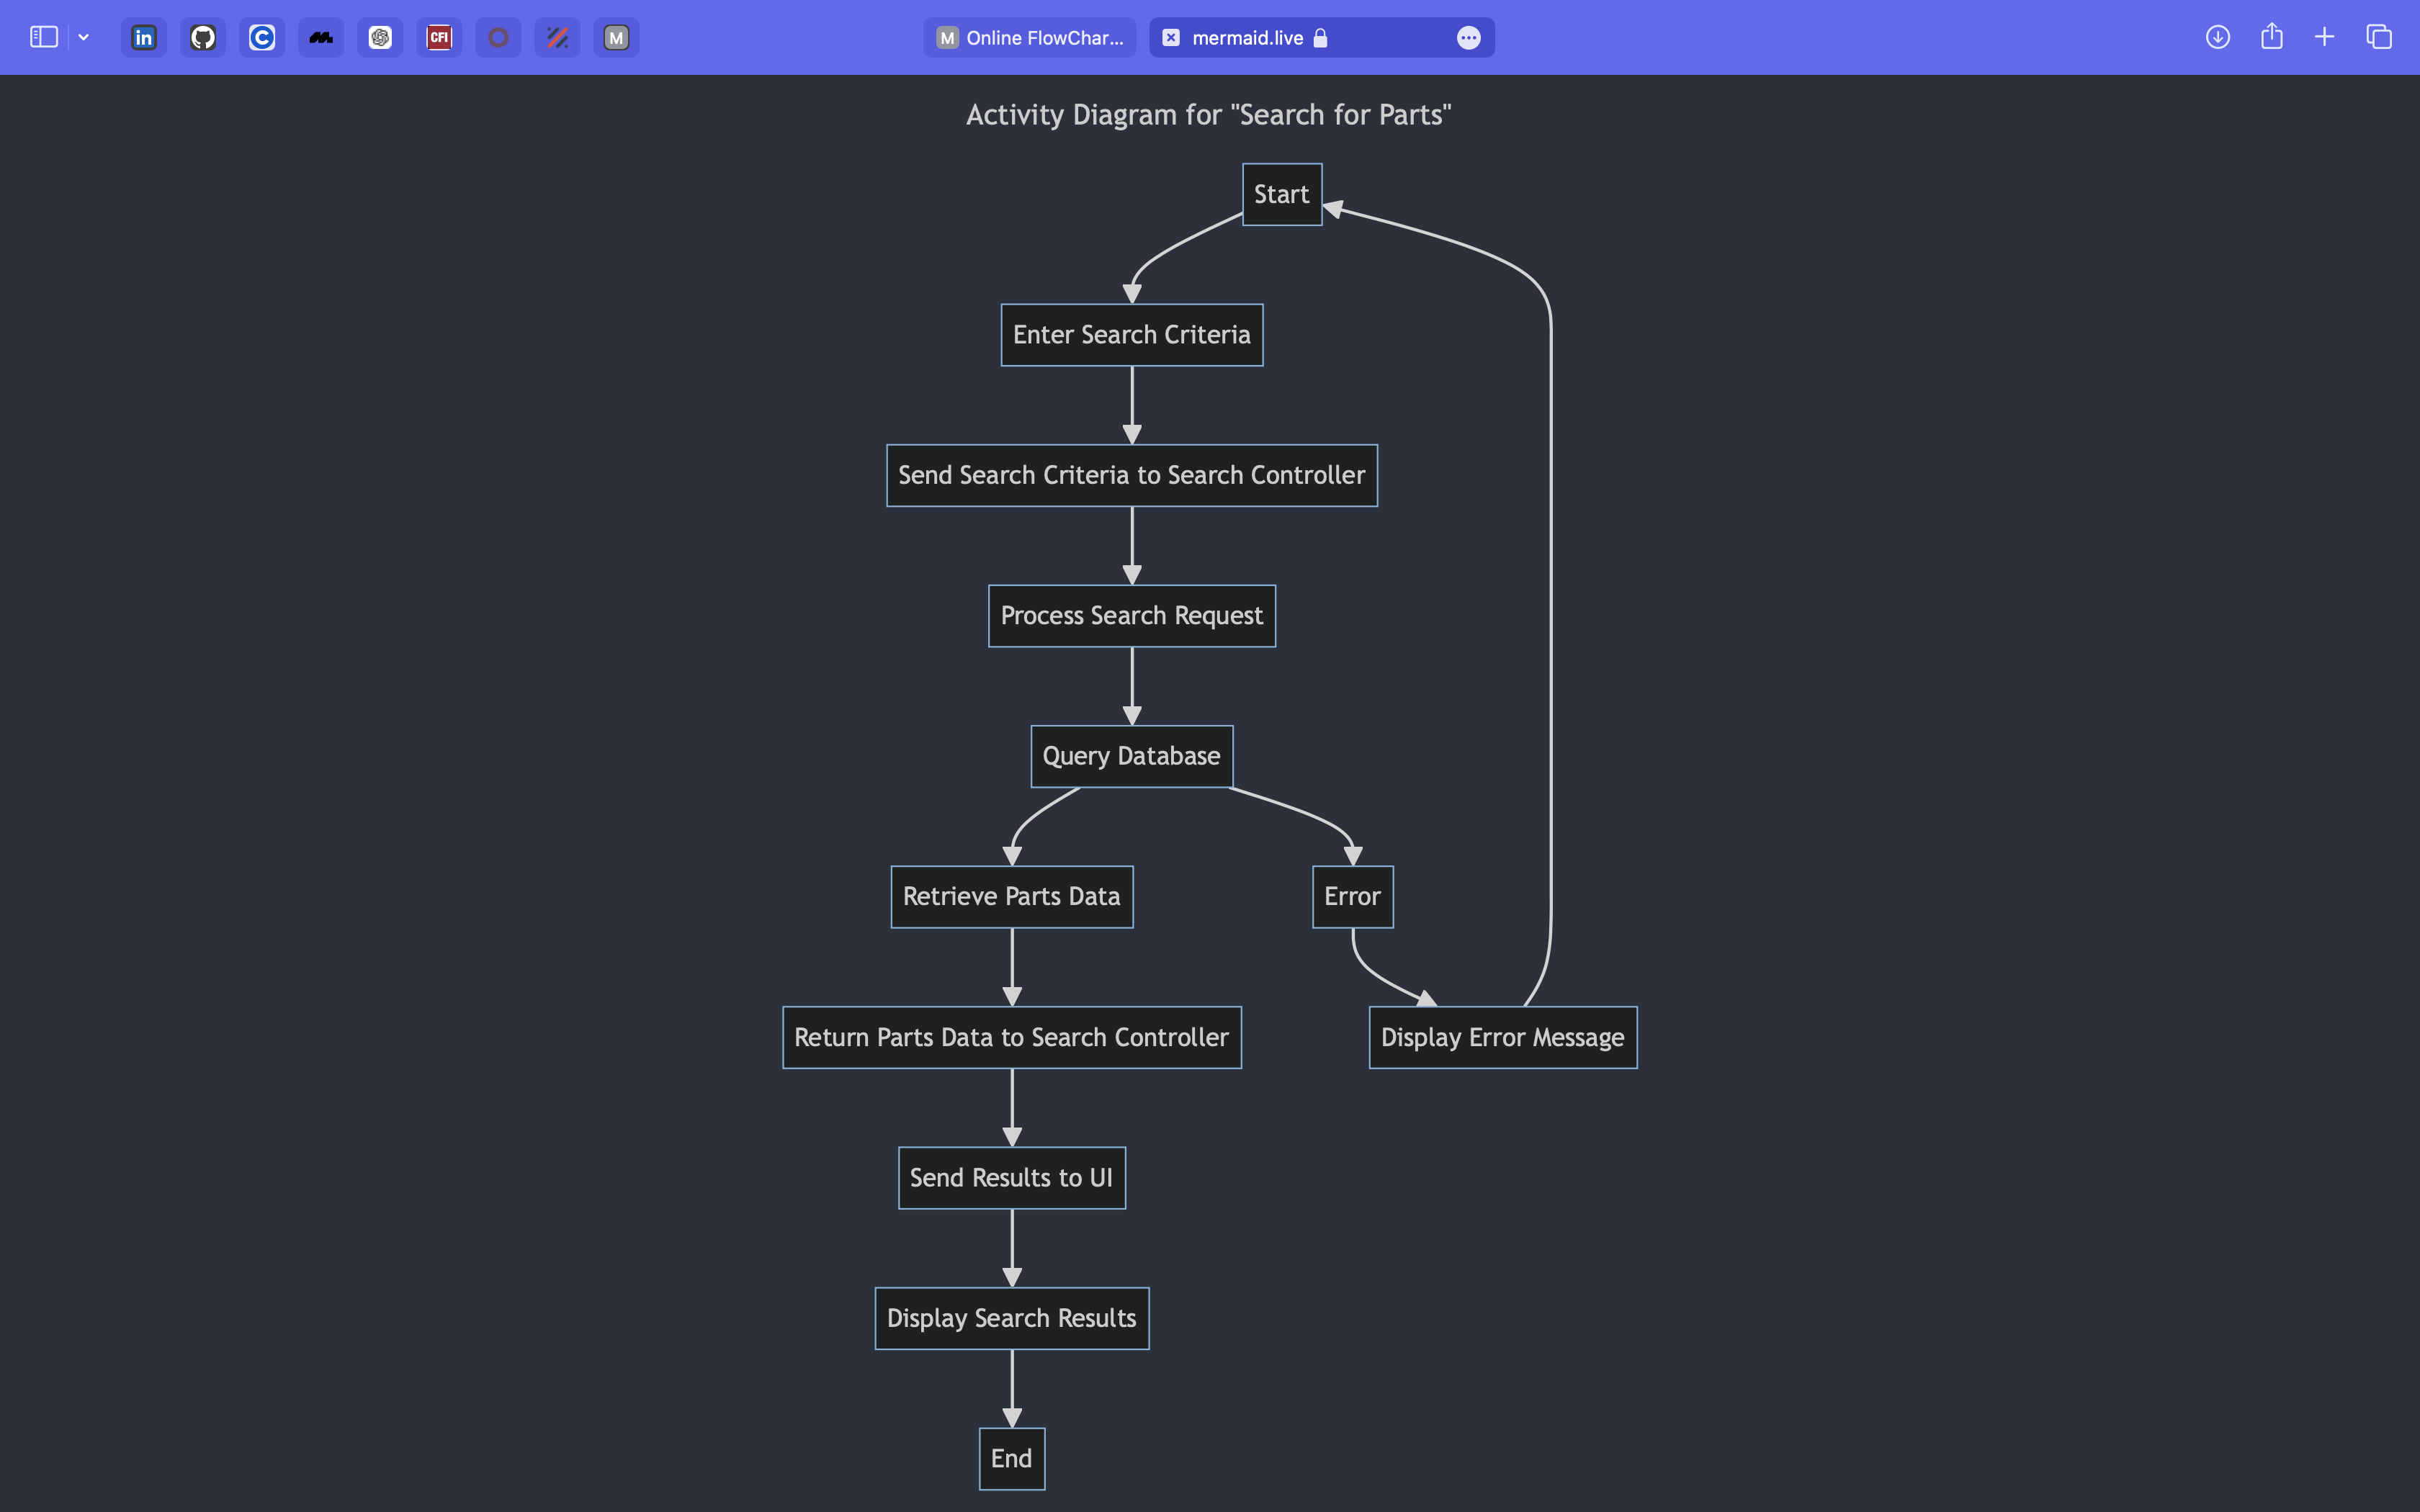 in
C
CFI
M
M Online FlowChar...
mermaid.live
Activity Diagram for "Search for Parts"
Start
Enter Search Criteria
Send Search Criteria to Search Controller
Process Search Request
Query Database
Retrieve Parts Data
Error
Return Parts Data to Search Controller
Display Error Message
Send Results to UI
Display Search Results
End